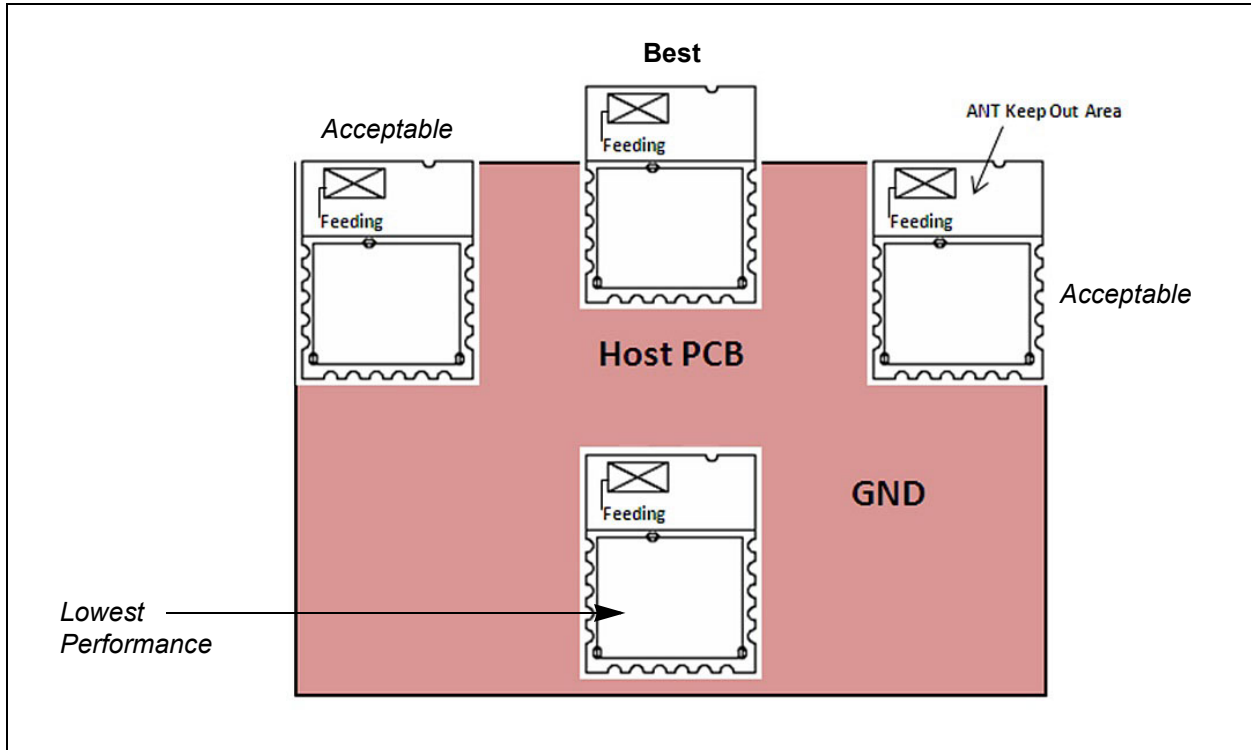 Best
Acceptable
ANT Keep Out Area
Feeding
Feeding
Feeding
Acceptable
Host PCB
GND
Feeding
Lowest
Performance